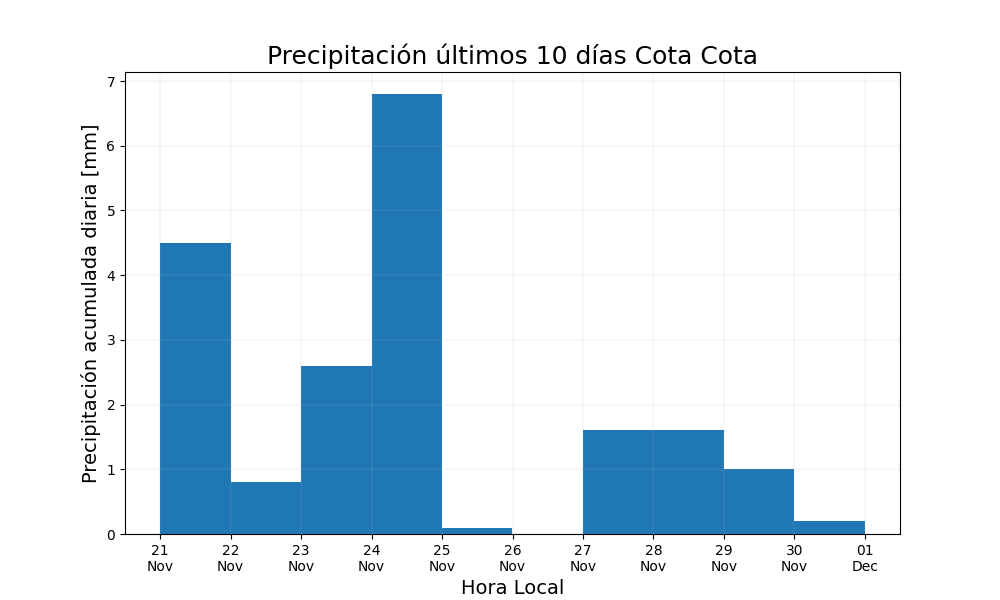 Precipitación últimos 10 días Cota Cota
Precipitación acumulada diaria [mm]
7
6
5
4
3
2
1
0
21 22 23 24 25 26 27 28 29 30 01
Nov Nov Nov Nov Nov Nov Nov Nov Nov Nov Dec
Hora Local